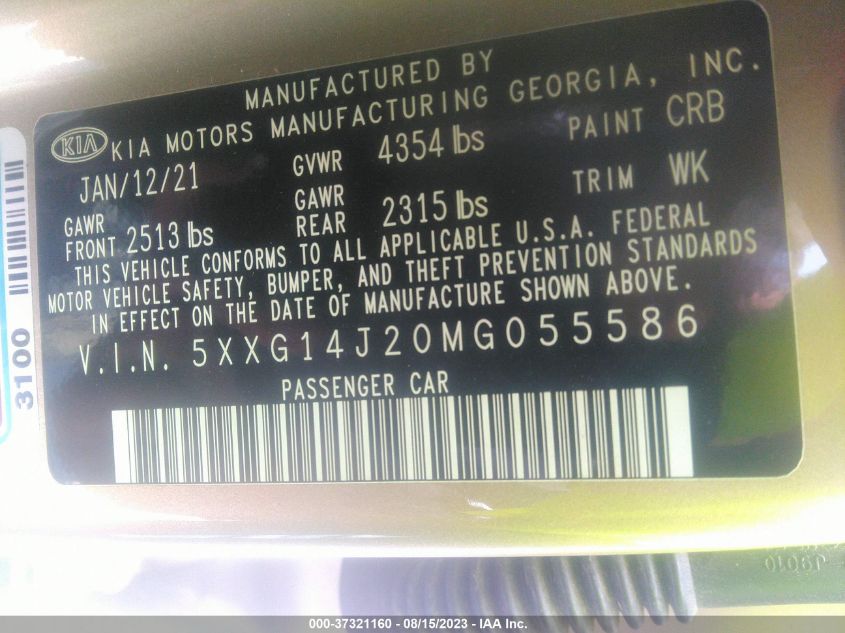 MANUFACTURED BY
KIA KIA MOTORS MANUFACTURING GEORGIA, INC.
JAN/12/21 GVWR 4354 lbs PAINT CRB
GAWR FRONT 2513 lbs GAWR REAR 2315 lbs TRIM WK
THIS VEHICLE CONFORMS TO ALL APPLICABLE U.S.A. FEDERAL
MOTOR VEHICLE SAFETY, BUMPER, AND THEFT PREVENTION STANDARDS
IN EFFECT ON THE DATE OF MANUFACTURE SHOWN ABOVE.
V.I.N. 5XXG14J20MG055586
PASSENGER CAR
3100
000-37321160 - 08/15/2023 - IAA Inc.